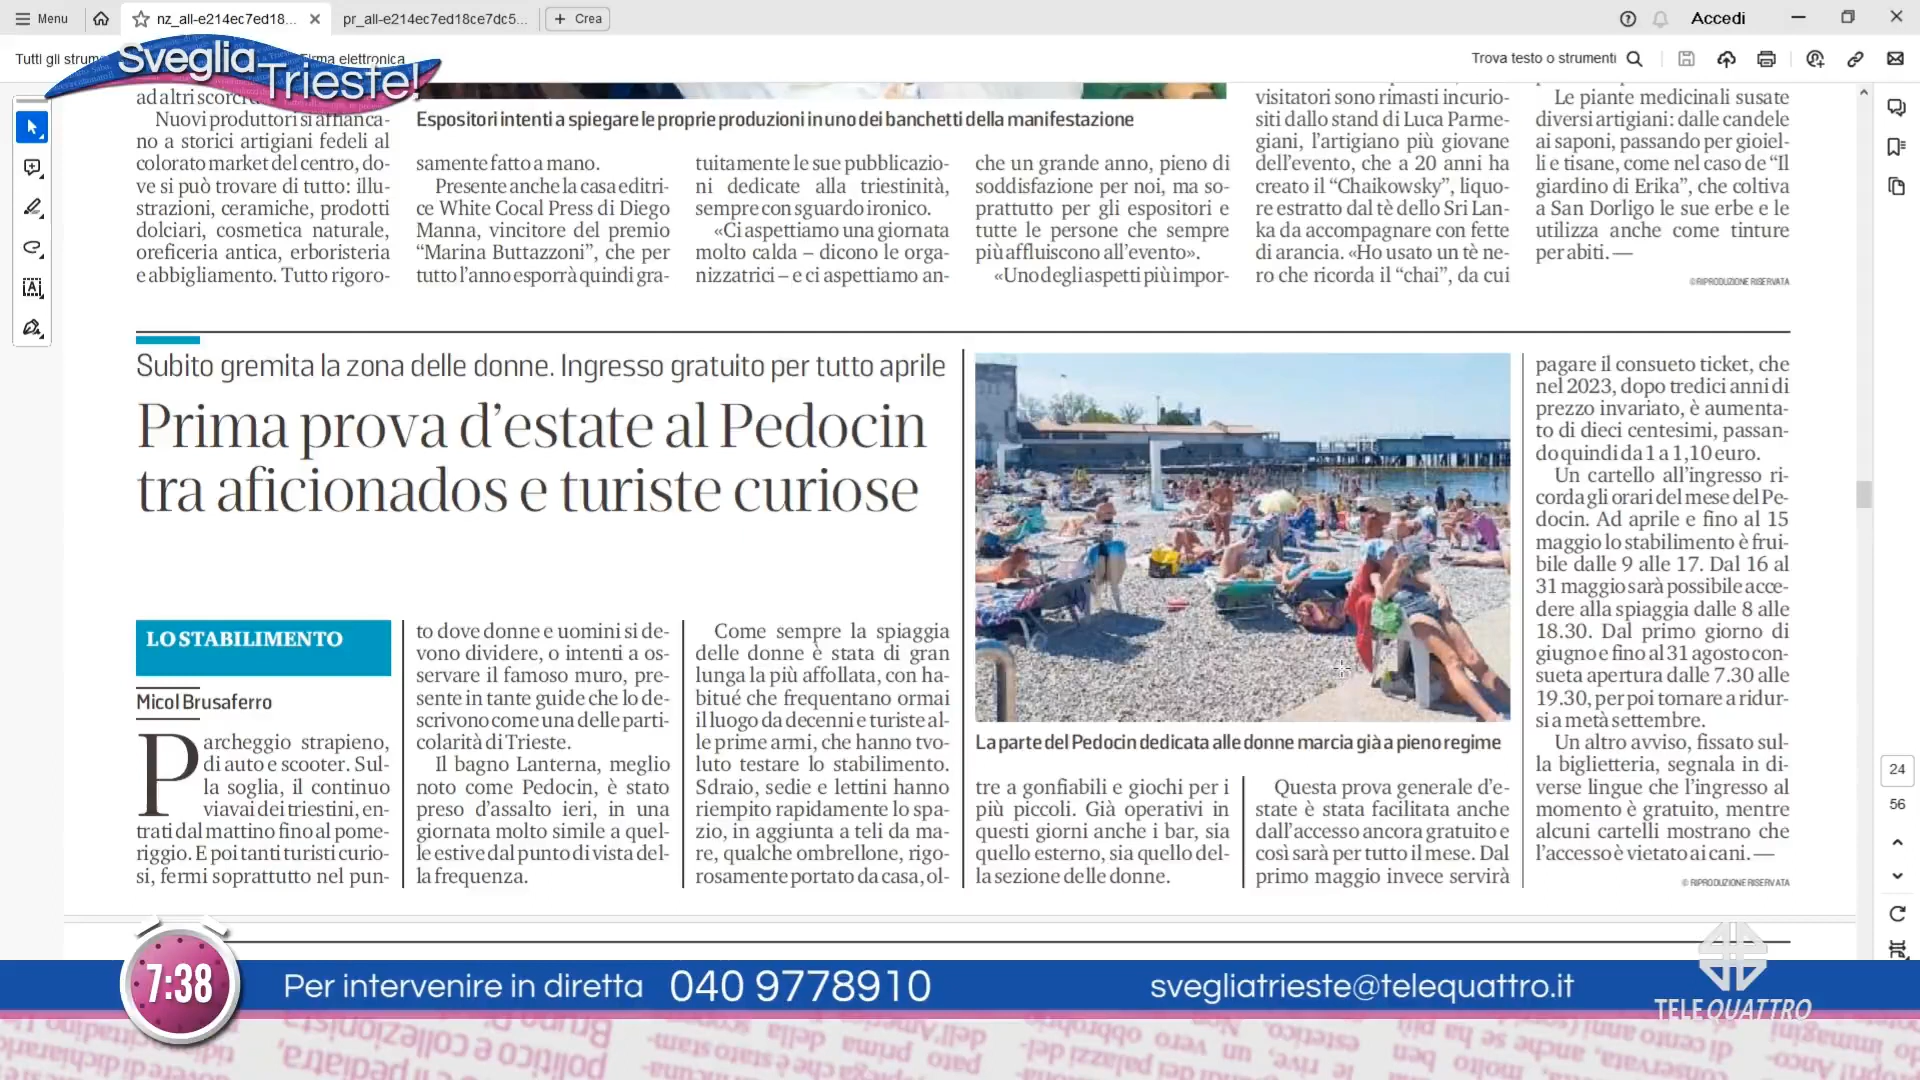 Menu
nz_all-e214ec7ed18...
pr_all-e214ec7ed18ce7dc5...
Crea
Accedi
Tutti gli strum
Firma elettronica
Trova testo o strumenti
Sveglia
Trieste!
ad altri scorci
Nuovi produttori si affianca-
no a storici artigiani fedeli al
colorato market del centro, do-
ve si può trovare di tutto: illu-
strazioni, ceramiche, prodotti
dolciari, cosmetica naturale,
oreficeria antica, erboristeria
e abbigliamento. Tutto rigoro-
Espositori intenti a spiegare le proprie produzioni in uno dei banchetti della manifestazione
samente fatto a mano.
Presente anche la casa editri-
ce White Cocal Press di Diego
Manna, vincitore del premio
“Marina Buttazzoni”, che per
tutto l’anno esporrà quindi gra-
tuitamente le sue pubblicazio-
ni dedicate alla triestinità,
sempre con sguardo ironico.
«Ci aspettiamo una giornata
molto calda – dicono le orga-
nizzatrici – e ci aspettiamo an-
che un grande anno, pieno di
soddisfazione per noi, ma so-
prattutto per gli espositori e
tutte le persone che sempre
più affluiscono all’evento».
«Uno degli aspetti più impor-
visitatori sono rimasti incurio-
siti dallo stand di Luca Parme-
giani, l’artigiano più giovane
dell’evento, che a 20 anni ha
creato il “Chaikowsky”, liquo-
re estratto dal tè dello Sri Lan-
ka da accompagnare con fette
di arancia. «Ho usato un tè ne-
ro che ricorda il “chai”, da cui
Le piante medicinali susate
diversi artigiani: dalle candele
ai saponi, passando per gioiel-
li e tisane, come nel caso de “Il
giardino di Erika”, che coltiva
a San Dorligo le sue erbe e le
utilizza anche come tinture
per abiti. —
© RIPRODUZIONE RISERVATA
Subito gremita la zona delle donne. Ingresso gratuito per tutto aprile
Prima prova d’estate al Pedocin
tra aficionados e turiste curiose
LO STABILIMENTO
Micol Brusaferro
Parcheggio strapieno,
di auto e scooter. Sul-
la soglia, il continuo
viavai dei triestini, en-
trati dal mattino fino al pome-
riggio. E poi tanti turisti curio-
si, fermi soprattutto nel pun-
to dove donne e uomini si de-
vono dividere, o intenti a os-
servare il famoso muro, pre-
sente in tante guide che lo de-
scrivono come una delle parti-
colarità di Trieste.
Il bagno Lanterna, meglio
noto come Pedocin, è stato
preso d’assalto ieri, in una
giornata molto simile a quel-
le estive dal punto di vista del-
la frequenza.
Come sempre la spiaggia
delle donne è stata di gran
lunga la più affollata, con ha-
bitué che frequentano ormai
il luogo da decenni e turiste al-
le prime armi, che hanno tvo-
luto testare lo stabilimento.
Sdraio, sedie e lettini hanno
riempito rapidamente lo spa-
zio, in aggiunta a teli da ma-
re, qualche ombrellone, rigo-
rosamente portato da casa, ol-
La parte del Pedocin dedicata alle donne marcia già a pieno regime
tre a gonfiabili e giochi per i
più piccoli. Già operativi in
questi giorni anche i bar, sia
quello esterno, sia quello del-
la sezione delle donne.
Questa prova generale d’e-
state è stata facilitata anche
dall’accesso ancora gratuito e
così sarà per tutto il mese. Dal
primo maggio invece servirà
pagare il consueto ticket, che
nel 2023, dopo tredici anni di
prezzo invariato, è aumenta-
to di dieci centesimi, passan-
do quindi da 1 a 1,10 euro.
Un cartello all’ingresso ri-
corda gli orari del mese del Pe-
docin. Ad aprile e fino al 15
maggio lo stabilimento è frui-
bile dalle 9 alle 17. Dal 16 al
31 maggio sarà possibile acce-
dere alla spiaggia dalle 8 alle
18.30. Dal primo giorno di
giugno e fino al 31 agosto con-
sueta apertura dalle 7.30 alle
19.30, per poi tornare a ridur-
si a metà settembre.
Un altro avviso, fissato sul-
la biglietteria, segnala in di-
verse lingue che l’ingresso al
momento è gratuito, mentre
alcuni cartelli mostrano che
l’accesso è vietato ai cani. —
© RIPRODUZIONE RISERVATA
24
56
7:38
Per intervenire in diretta 040 9778910
svegliatrieste@telequattro.it
TELEQUATTRO